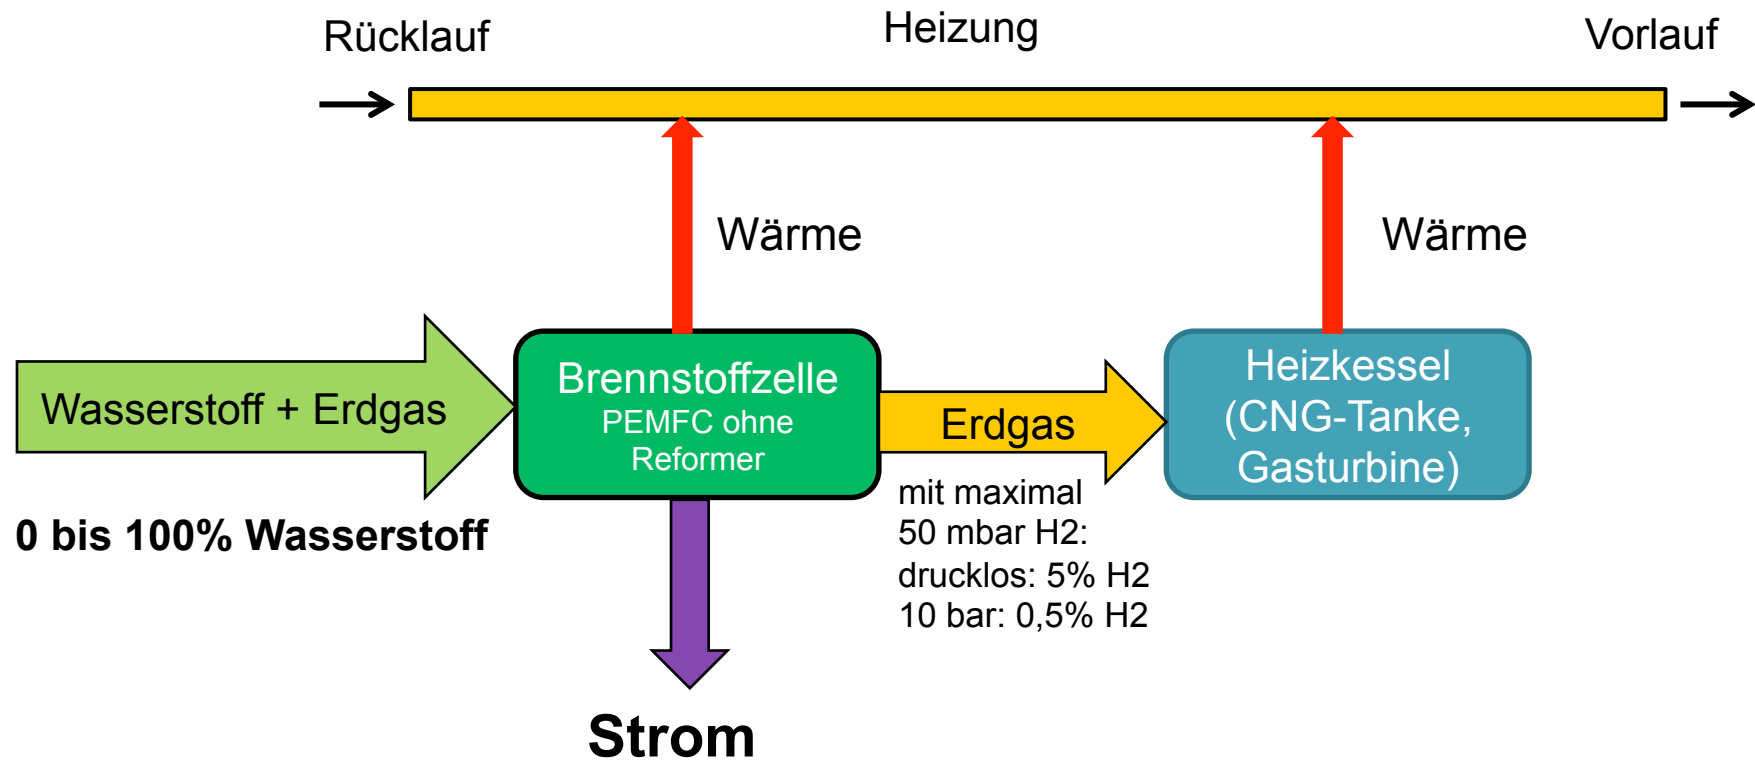 Rücklauf
Heizung
Vorlauf
Wärme
Wärme
Wasserstoff + Erdgas
Brennstoffzelle
PEMFC ohne
Reformer
Erdgas
Heizkessel
(CNG-Tanke,
Gasturbine)
0 bis 100% Wasserstoff
mit maximal
50 mbar H2:
drucklos: 5% H2
10 bar: 0,5% H2
Strom